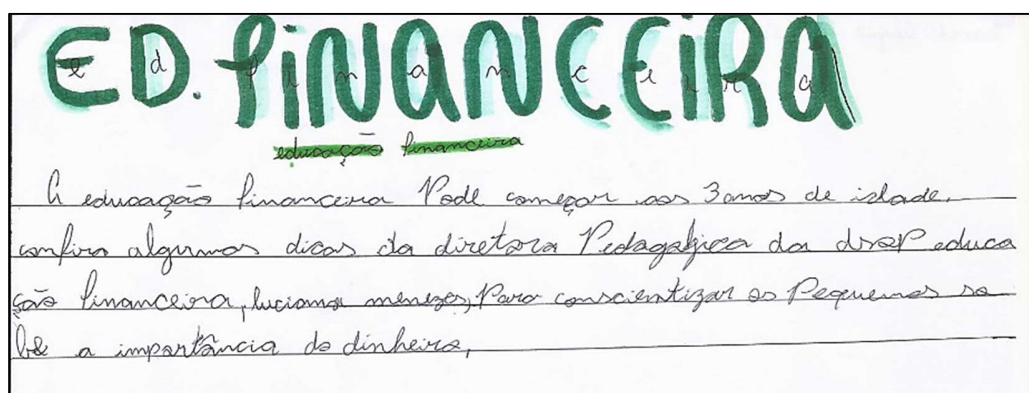 ED. FINANCEIRA
educação financeira
A educação financeira Pode começar aos 3 anos de idade.
confira algumas dicas da diretora Pedagógica da dsoP educa
ção financeira, luciana menezes, Para conscientizar os Pequenos so
bre a importância do dinheiro,